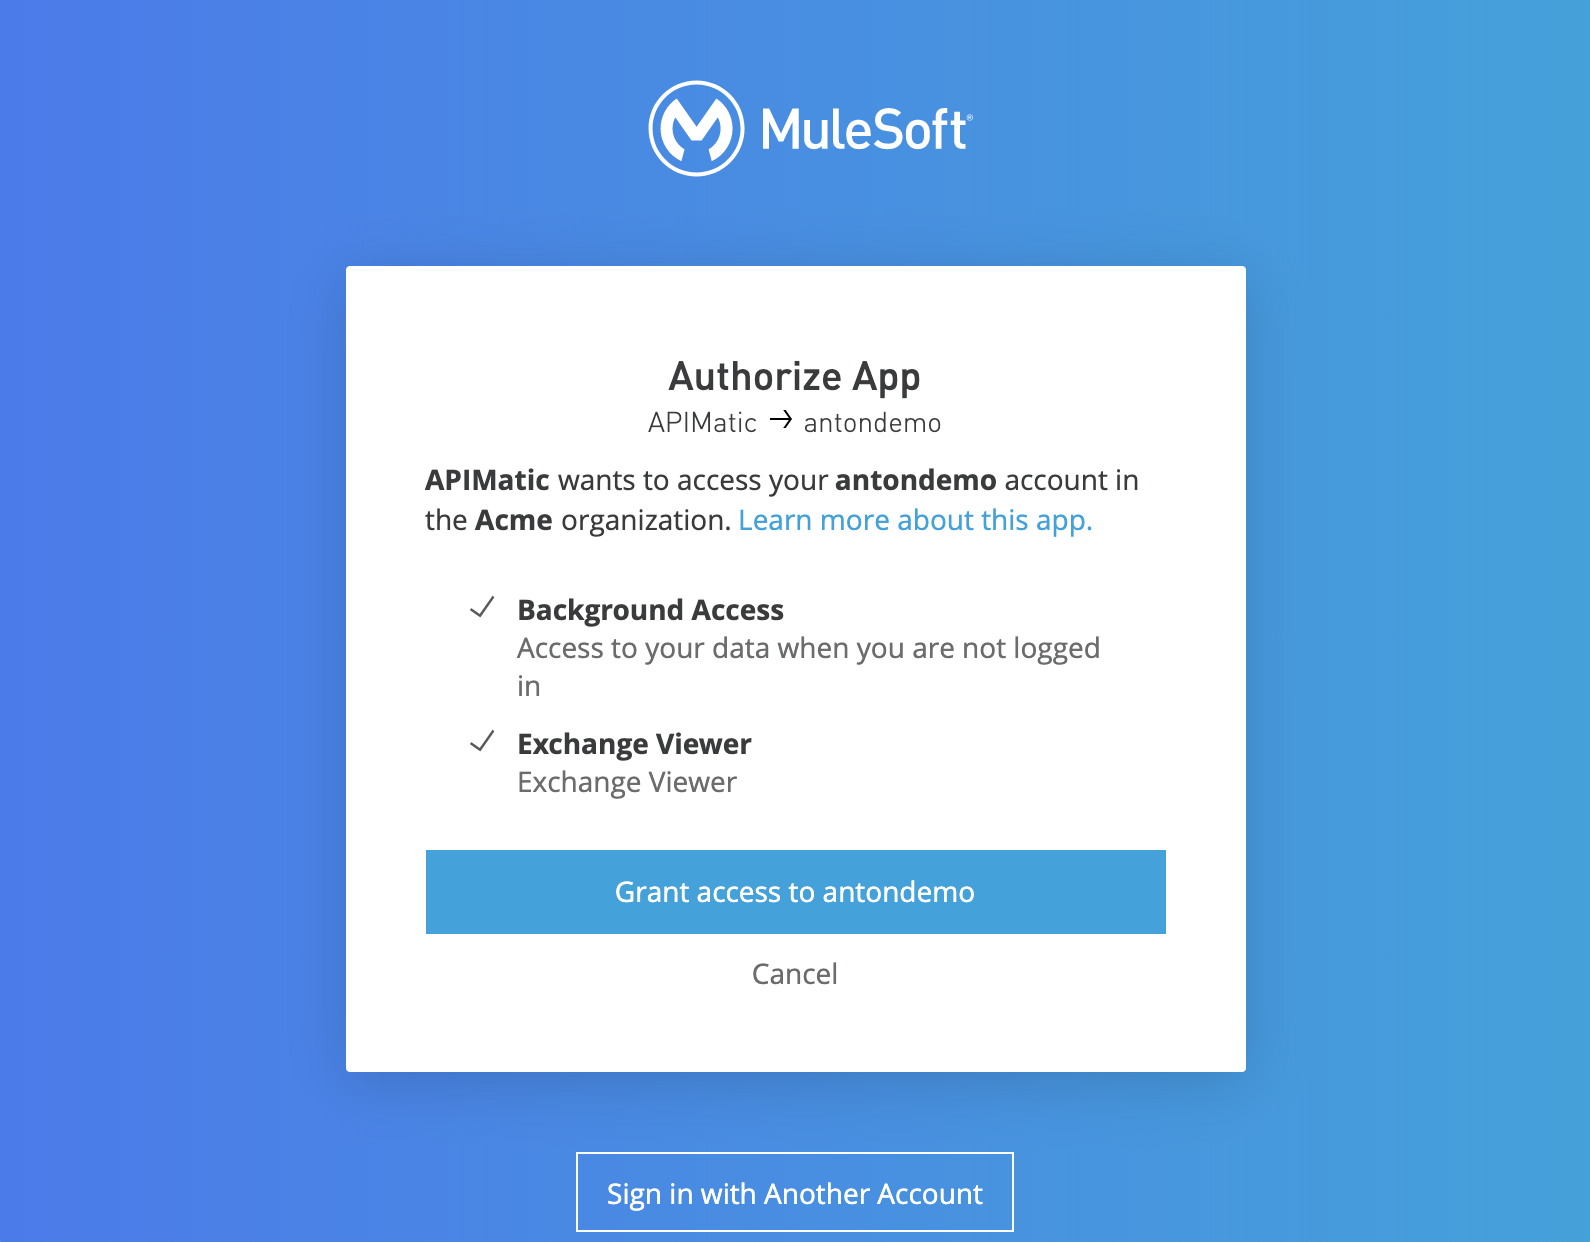 MuleSoft®
Authorize App
APIMatic → antondemo
APIMatic wants to access your antondemo account in
the Acme organization. Learn more about this app.
Background Access
Access to your data when you are not logged
in
Exchange Viewer
Exchange Viewer
Grant access to antondemo
Cancel
Sign in with Another Account